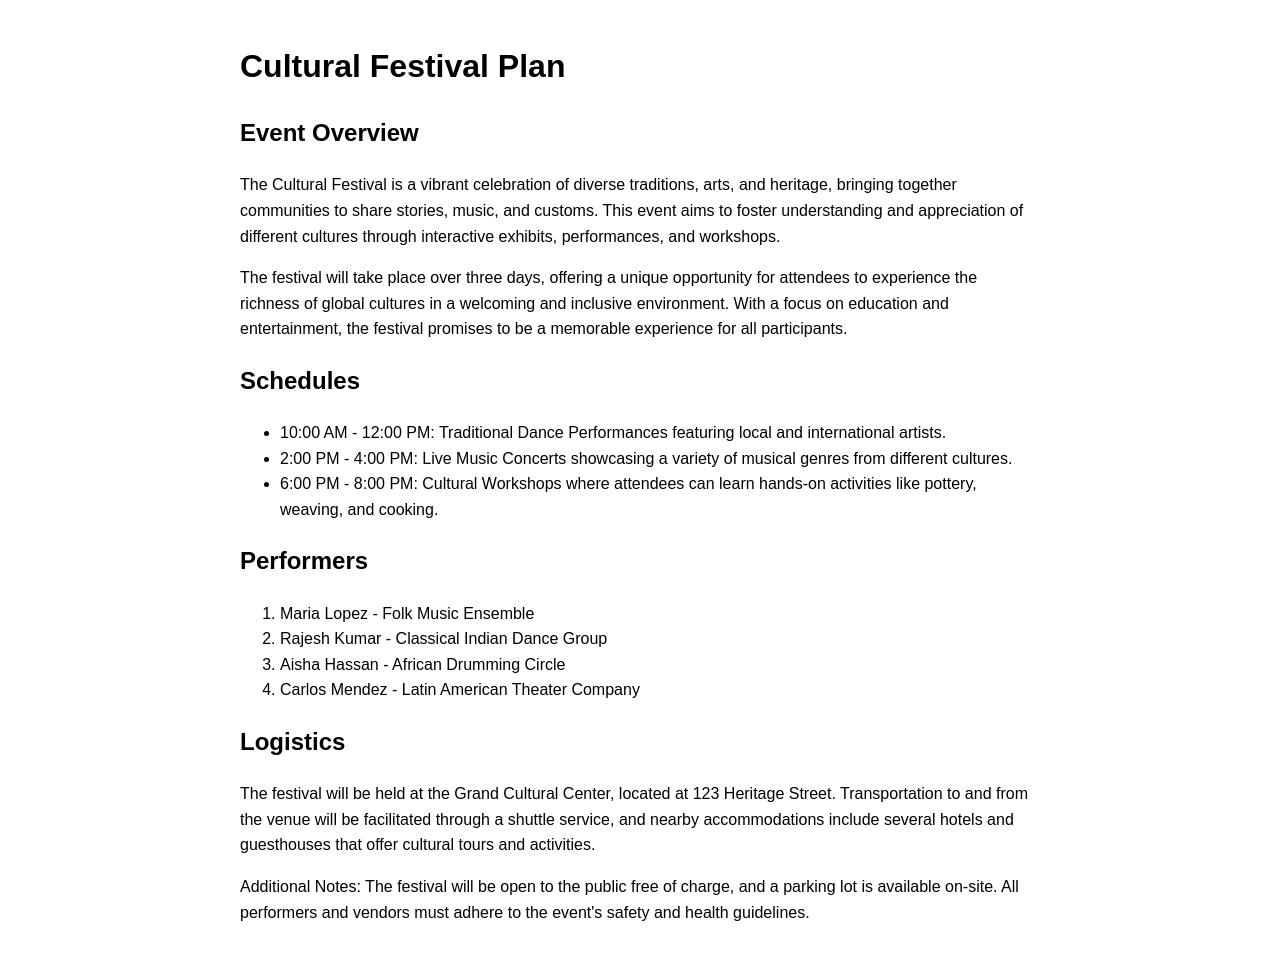 Cultural Festival Plan
Event Overview
The Cultural Festival is a vibrant celebration of diverse traditions, arts, and heritage, bringing together
communities to share stories, music, and customs. This event aims to foster understanding and appreciation of
different cultures through interactive exhibits, performances, and workshops.
The festival will take place over three days, offering a unique opportunity for attendees to experience the
richness of global cultures in a welcoming and inclusive environment. With a focus on education and
entertainment, the festival promises to be a memorable experience for all participants.
Schedules
• 10:00 AM - 12:00 PM: Traditional Dance Performances featuring local and international artists.
• 2:00 PM - 4:00 PM: Live Music Concerts showcasing a variety of musical genres from different cultures.
• 6:00 PM - 8:00 PM: Cultural Workshops where attendees can learn hands-on activities like pottery,
weaving, and cooking.
Performers
1. Maria Lopez - Folk Music Ensemble
2. Rajesh Kumar - Classical Indian Dance Group
3. Aisha Hassan - African Drumming Circle
4. Carlos Mendez - Latin American Theater Company
Logistics
The festival will be held at the Grand Cultural Center, located at 123 Heritage Street. Transportation to and from
the venue will be facilitated through a shuttle service, and nearby accommodations include several hotels and
guesthouses that offer cultural tours and activities.
Additional Notes: The festival will be open to the public free of charge, and a parking lot is available on-site. All
performers and vendors must adhere to the event's safety and health guidelines.